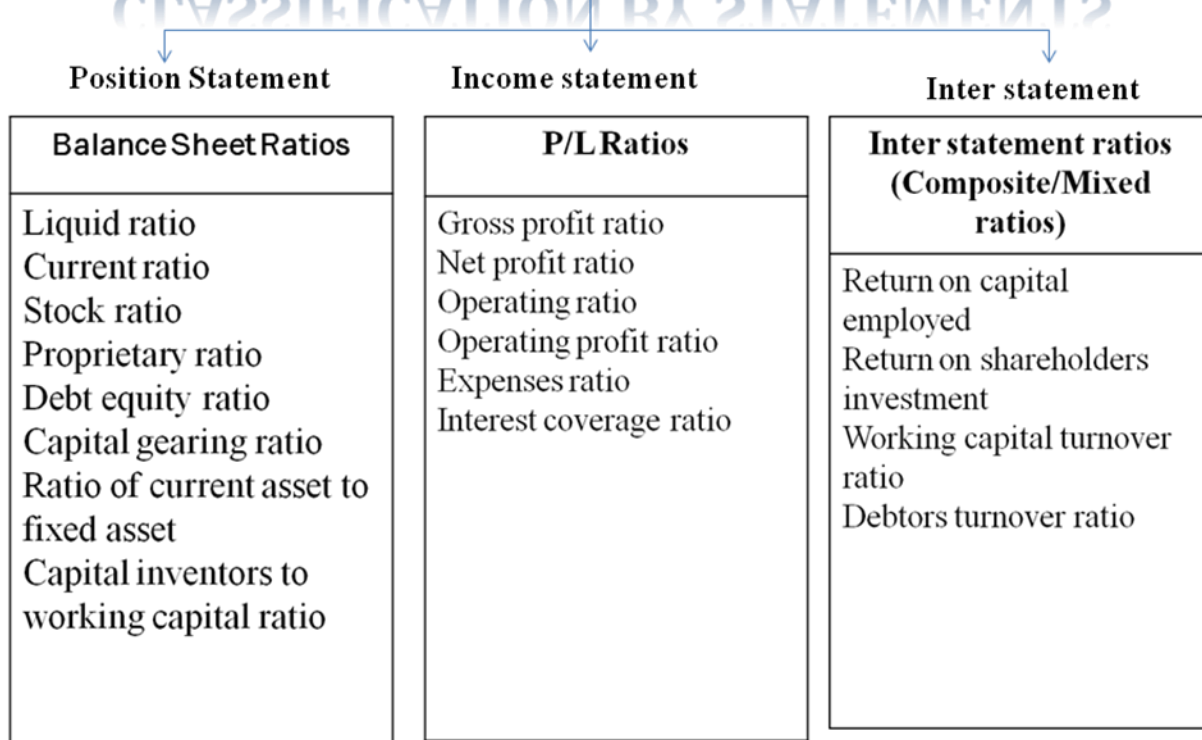 CLASSIFICATION BY STATEMENTS
Position Statement
Balance Sheet Ratios
Liquid ratio
Current ratio
Stock ratio
Proprietary ratio
Debt equity ratio
Capital gearing ratio
Ratio of current asset to
fixed asset
Capital inventors to
working capital ratio
Income statement
P/L Ratios
Gross profit ratio
Net profit ratio
Operating ratio
Operating profit ratio
Expenses ratio
Interest coverage ratio
Inter statement
Inter statement ratios
(Composite/Mixed
ratios)
Return on capital
employed
Return on shareholders
investment
Working capital turnover
ratio
Debtors turnover ratio